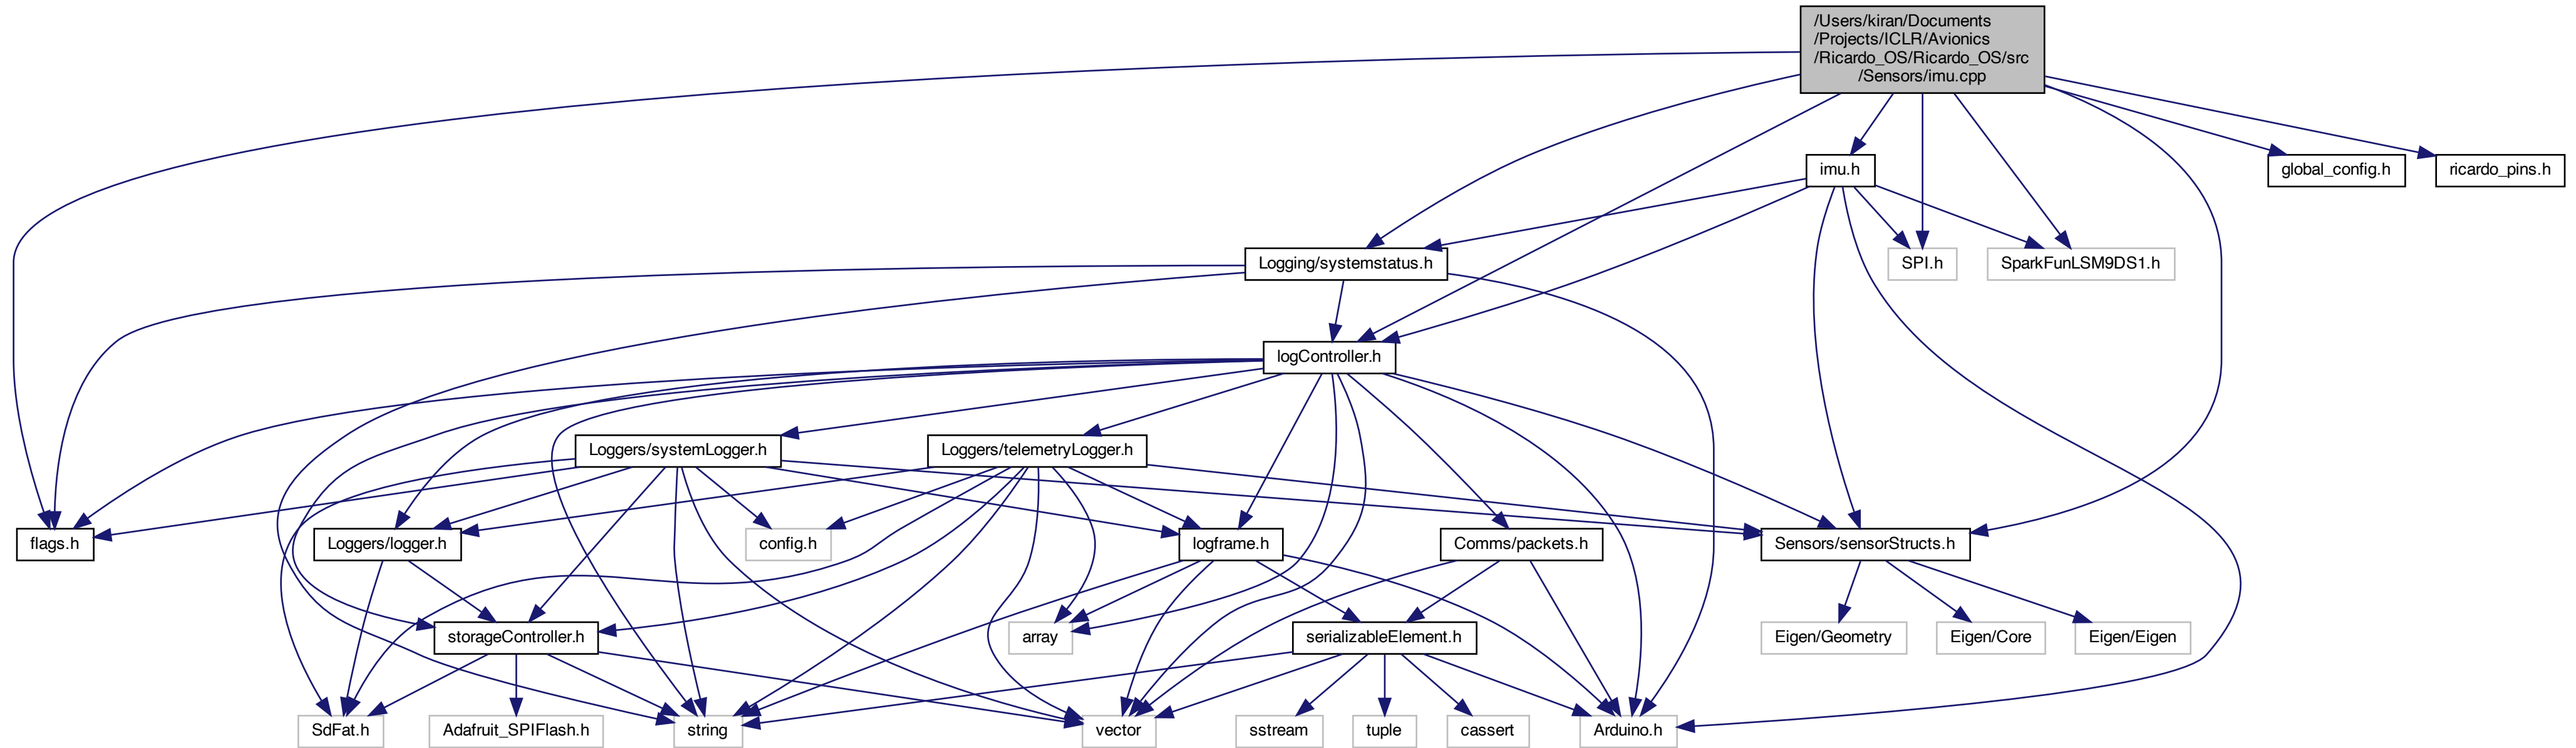 /Users/kiran/Documents
/Projects/ICLR/Avionics
/Ricardo_OS/Ricardo_OS/src
/Sensors/imu.cpp
imu.h
global_config.h
ricardo_pins.h
Logging/systemstatus.h
SPI.h
SparkFunLSM9DS1.h
logController.h
Loggers/systemLogger.h
Loggers/telemetryLogger.h
flags.h
Loggers/logger.h
config.h
logframe.h
Comms/packets.h
Sensors/sensorStructs.h
storageController.h
array
serializableElement.h
Eigen/Geometry
Eigen/Core
Eigen/Eigen
SdFat.h
Adafruit_SPIFlash.h
string
vector
sstream
tuple
cassert
Arduino.h